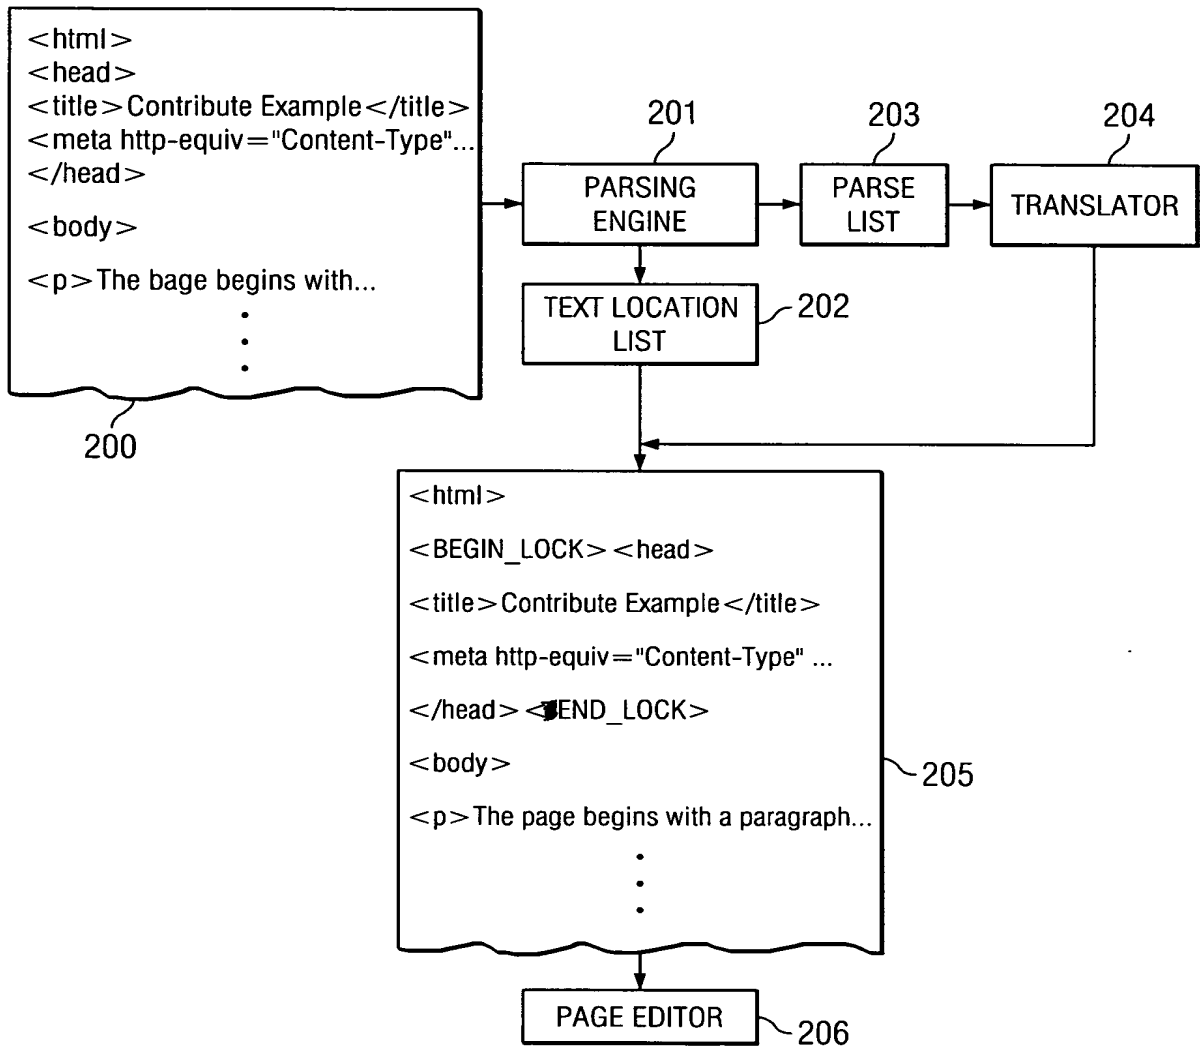 <html>
<head>
<title>Contribute Example</title>
<meta http-equiv="Content-Type"...
</head>
<body>
<p>The bage begins with...
200
201
PARSING
ENGINE
203
PARSE
LIST
204
TRANSLATOR
TEXT LOCATION
LIST
202
<html>
<BEGIN_LOCK><head>
<title>Contribute Example</title>
<meta http-equiv="Content-Type" ...
</head><END_LOCK>
<body>
<p>The page begins with a paragraph...
205
PAGE EDITOR
206